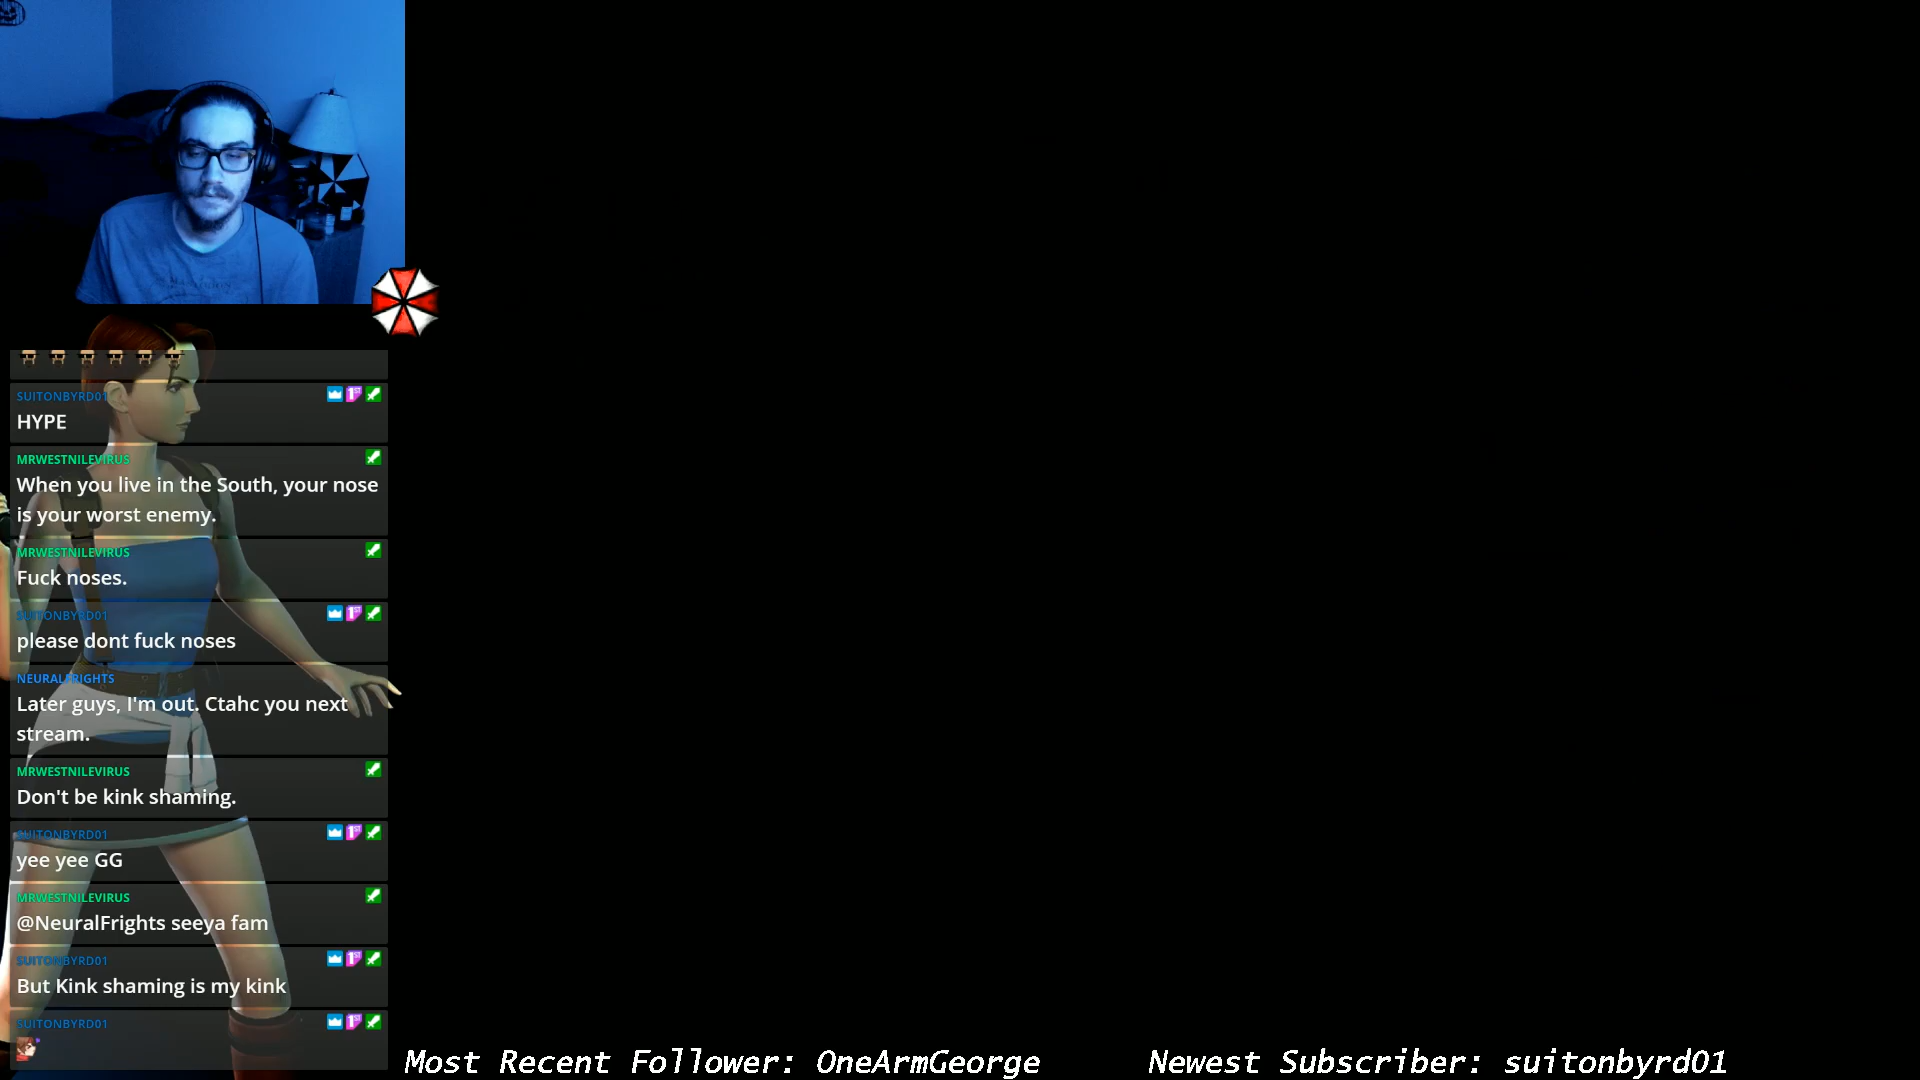 SUITONBYRD01
HYPE
MRWESTNILEVIRUS
When you live in the South, your nose
is your worst enemy.
MRWESTNILEVIRUS
Fuck noses.
SUITONBYRD01
please dont fuck noses
NEURALFRIGHTS
Later guys, I'm out. Ctahc you next
stream.
MRWESTNILEVIRUS
Don't be kink shaming.
SUITONBYRD01
yee yee GG
MRWESTNILEVIRUS
@NeuralFrights seeya fam
SUITONBYRD01
But Kink shaming is my kink
SUITONBYRD01
Most Recent Follower: OneArmGeorge
Newest Subscriber: suitonbyrd01